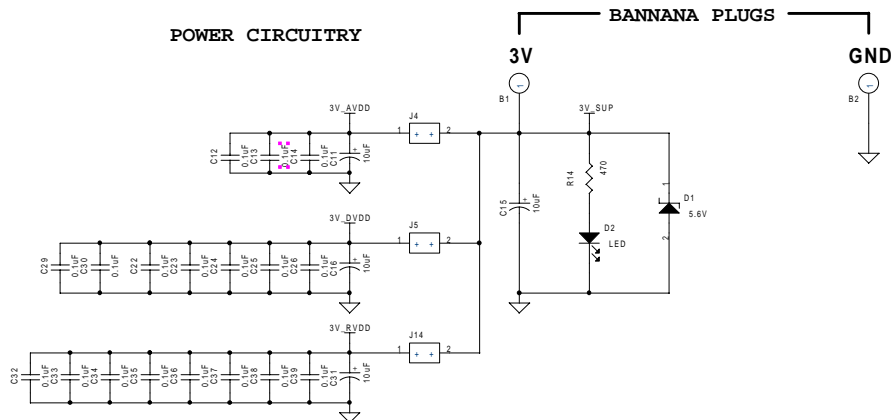 BANNANA PLUGS
POWER CIRCUITRY
3V
GND
1
B1
1
B2
3V_AVDD
J4
1
+ +
2
3V_SUP
C12
0.1uF
C13
0.1uF
C14
0.1uF
C11
+
10uF
R14
470
C15
+
10uF
1
D1
5.6V
2
D2
LED
3V_DVDD
J5
1
+ +
2
C29
0.1uF
C30
0.1uF
C22
0.1uF
C23
0.1uF
C24
0.1uF
C25
0.1uF
C26
0.1uF
C16
+
10uF
3V_RVDD
J14
1
+ +
2
C32
0.1uF
C33
0.1uF
C34
0.1uF
C35
0.1uF
C36
0.1uF
C37
0.1uF
C38
0.1uF
C39
0.1uF
C31
+
10uF